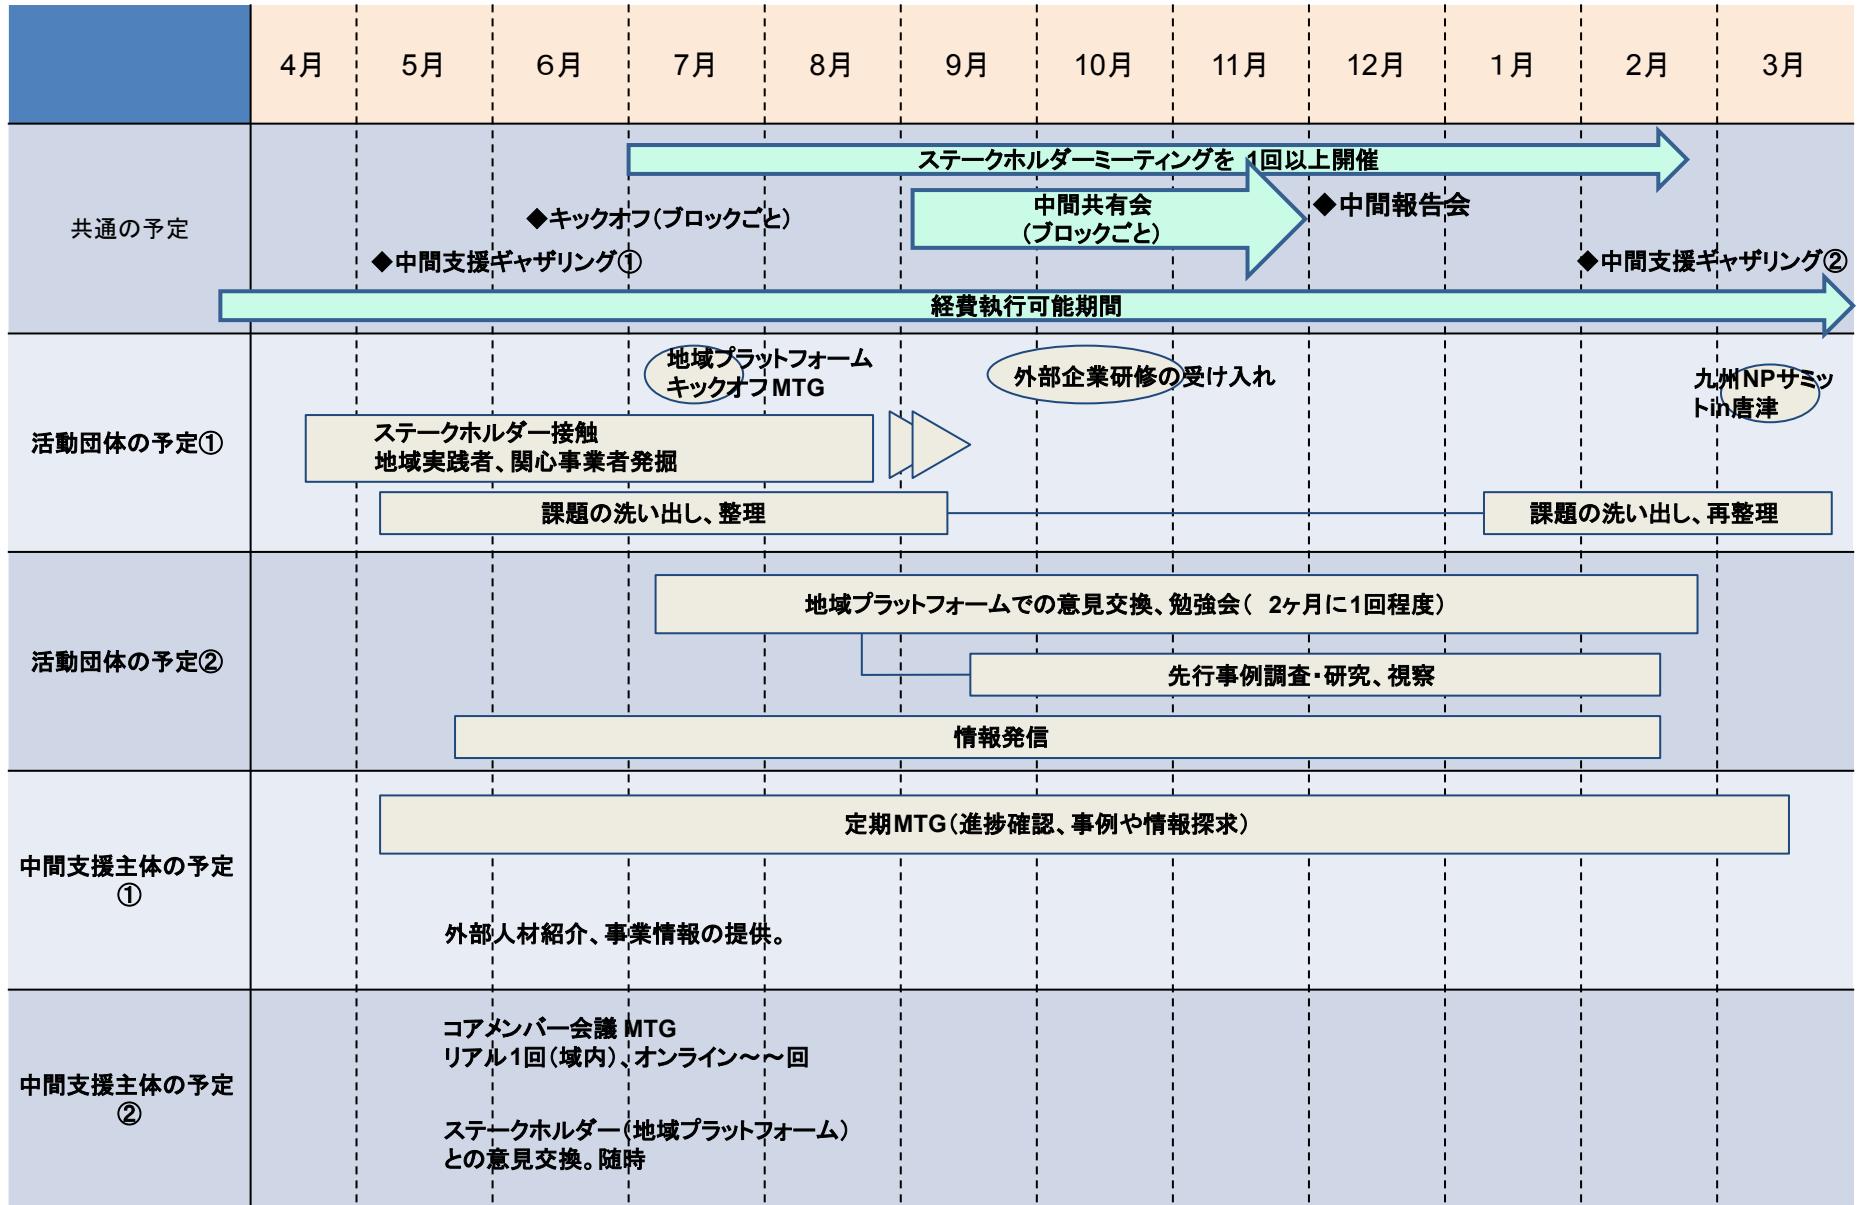 4月 5月 6月 7月 8月 9月 10月 11月 12月 1月 2月 3月
共通の予定
ステークホルダーミーティングを 1回以上開催
中間共有会
(ブロックごと)
◆中間報告会
◆キックオフ(ブロックごと)
◆中間支援ギャザリング①
◆中間支援ギャザリング②
経費執行可能期間
活動団体の予定①
地域プラットフォーム
キックオフMTG
外部企業研修の受け入れ
九州NPサミッ
トin唐津
ステークホルダー接触
地域実践者、関心事業者発掘
課題の洗い出し、整理
課題の洗い出し、再整理
活動団体の予定②
地域プラットフォームでの意見交換、勉強会( 2ヶ月に1回程度)
先行事例調査・研究、視察
情報発信
中間支援主体の予定
①
定期MTG(進捗確認、事例や情報探求)
外部人材紹介、事業情報の提供。
中間支援主体の予定
②
コアメンバー会議 MTG
リアル1回(域内)、オンライン～～回
ステークホルダー(地域プラットフォーム)
との意見交換。随時